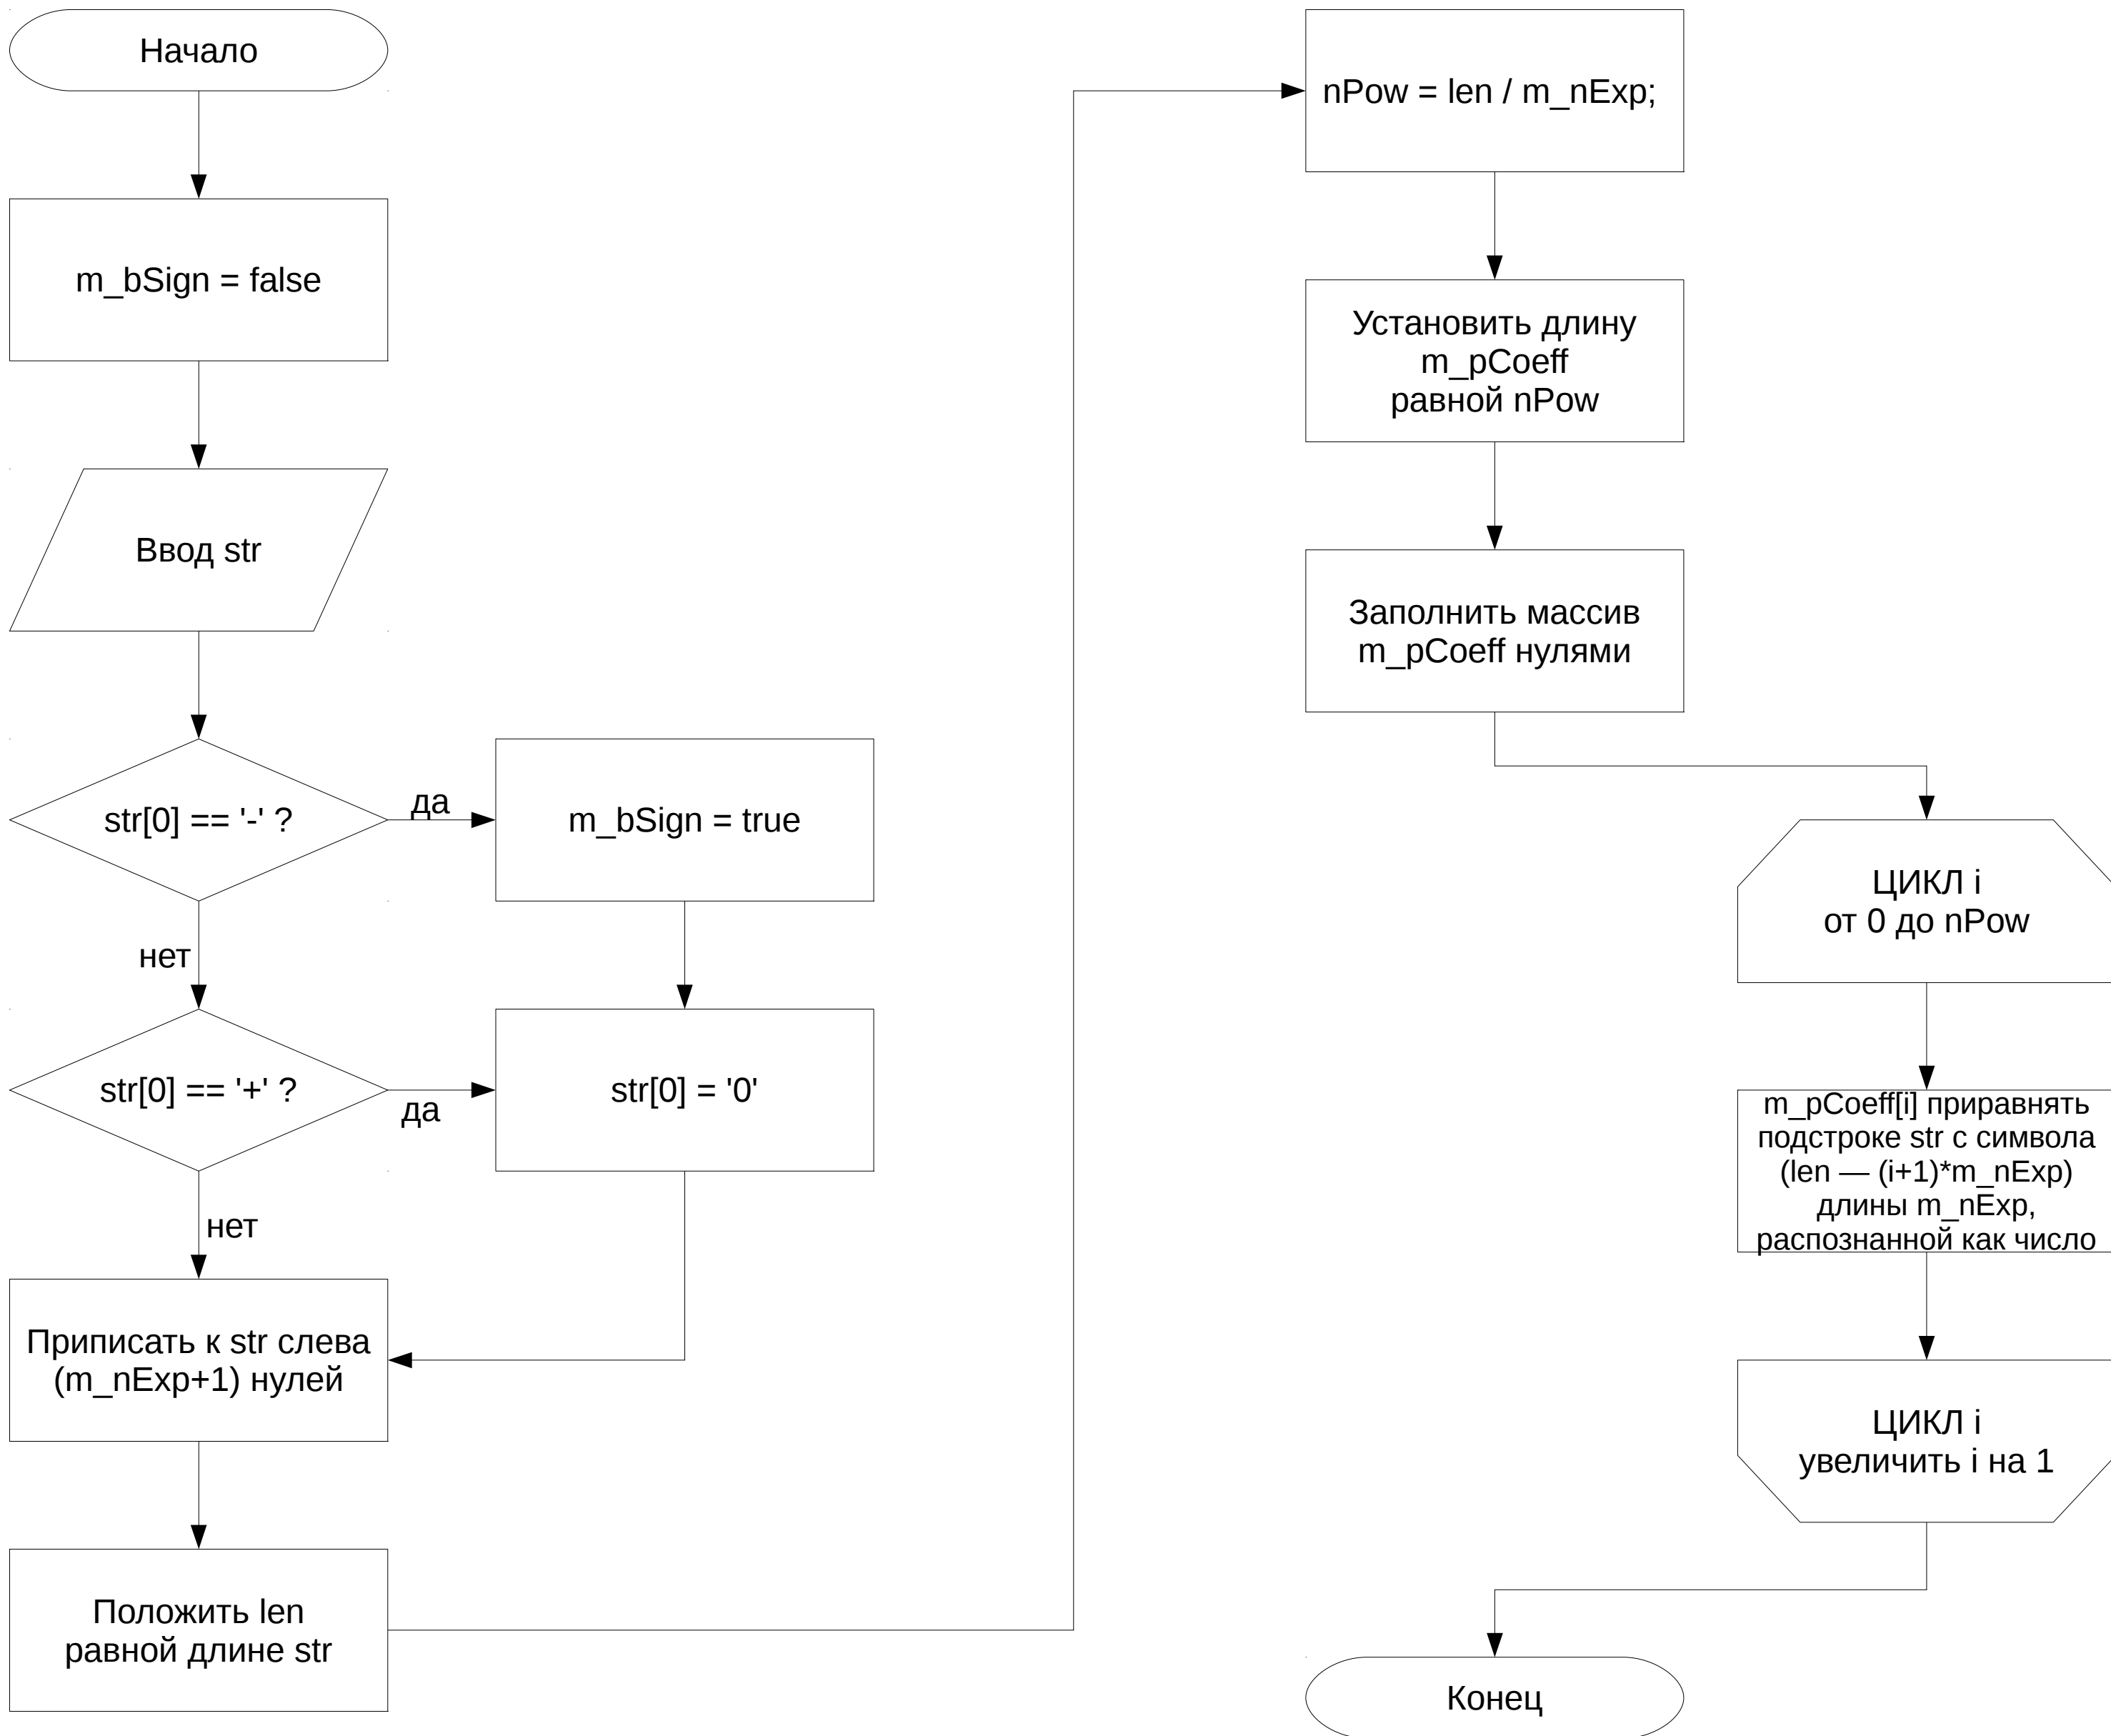 Начало
m_bSign = false
Ввод str
str[0] == '-' ?
да
m_bSign = true
нет
str[0] == '+' ?
да
str[0] = '0'
нет
Приписать к str слева
(m_nExp+1) нулей
Положить len
равной длине str
nPow = len / m_nExp;
Установить длину
m_pCoeff
равной nPow
Заполнить массив
m_pCoeff нулями
ЦИКЛ i
от 0 до nPow
m_pCoeff[i] приравнять
подстроке str с символа
(len — (i+1)*m_nExp)
длины m_nExp,
распознанной как число
ЦИКЛ i
увеличить i на 1
Конец